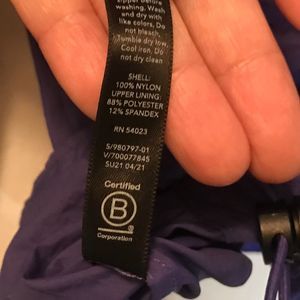 zipper before
washing. Wash
and dry with
like colors. Do
not bleach.
Tumble dry low.
Cool iron. Do
not dry clean
SHELL:
100% NYLON
UPPER LINING:
88% POLYESTER
12% SPANDEX
RN 54023
S/980797-01
V/700077845
SU21 04/21
Certified
B
®
Corporation